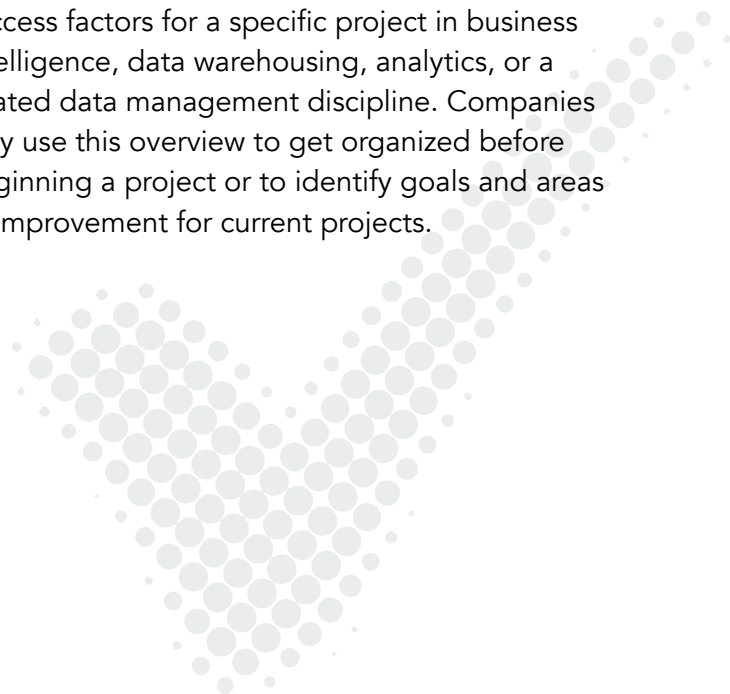 ccess factors for a specific project in business
elligence, data warehousing, analytics, or a
ated data management discipline. Companies
y use this overview to get organized before
ginning a project or to identify goals and areas
improvement for current projects.